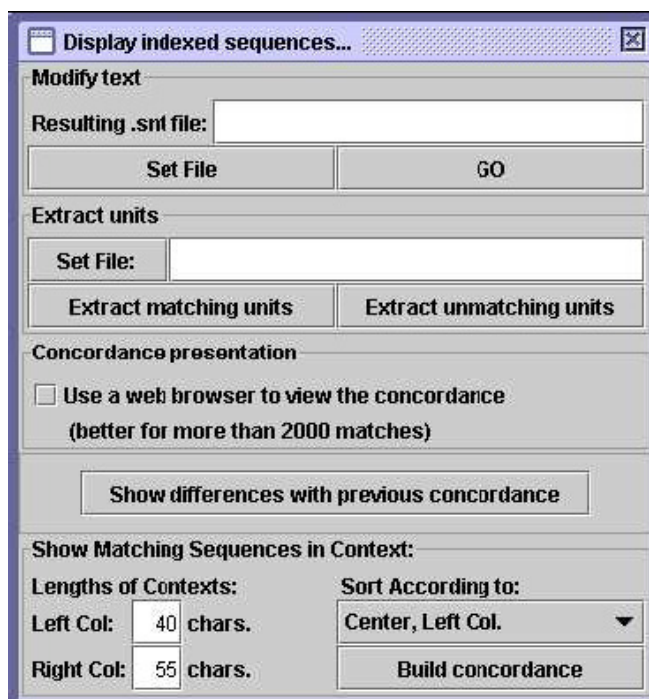 Display indexed sequences...
Modify text
Resulting .snt file:
Set File GO
Extract units
Set File:
Extract matching units Extract unmatching units
Concordance presentation
Use a web browser to view the concordance
(better for more than 2000 matches)
Show differences with previous concordance
Show Matching Sequences in Context:
Lengths of Contexts: Sort According to:
Left Col: 40 chars. Center, Left Col.
Right Col: 55 chars. Build concordance